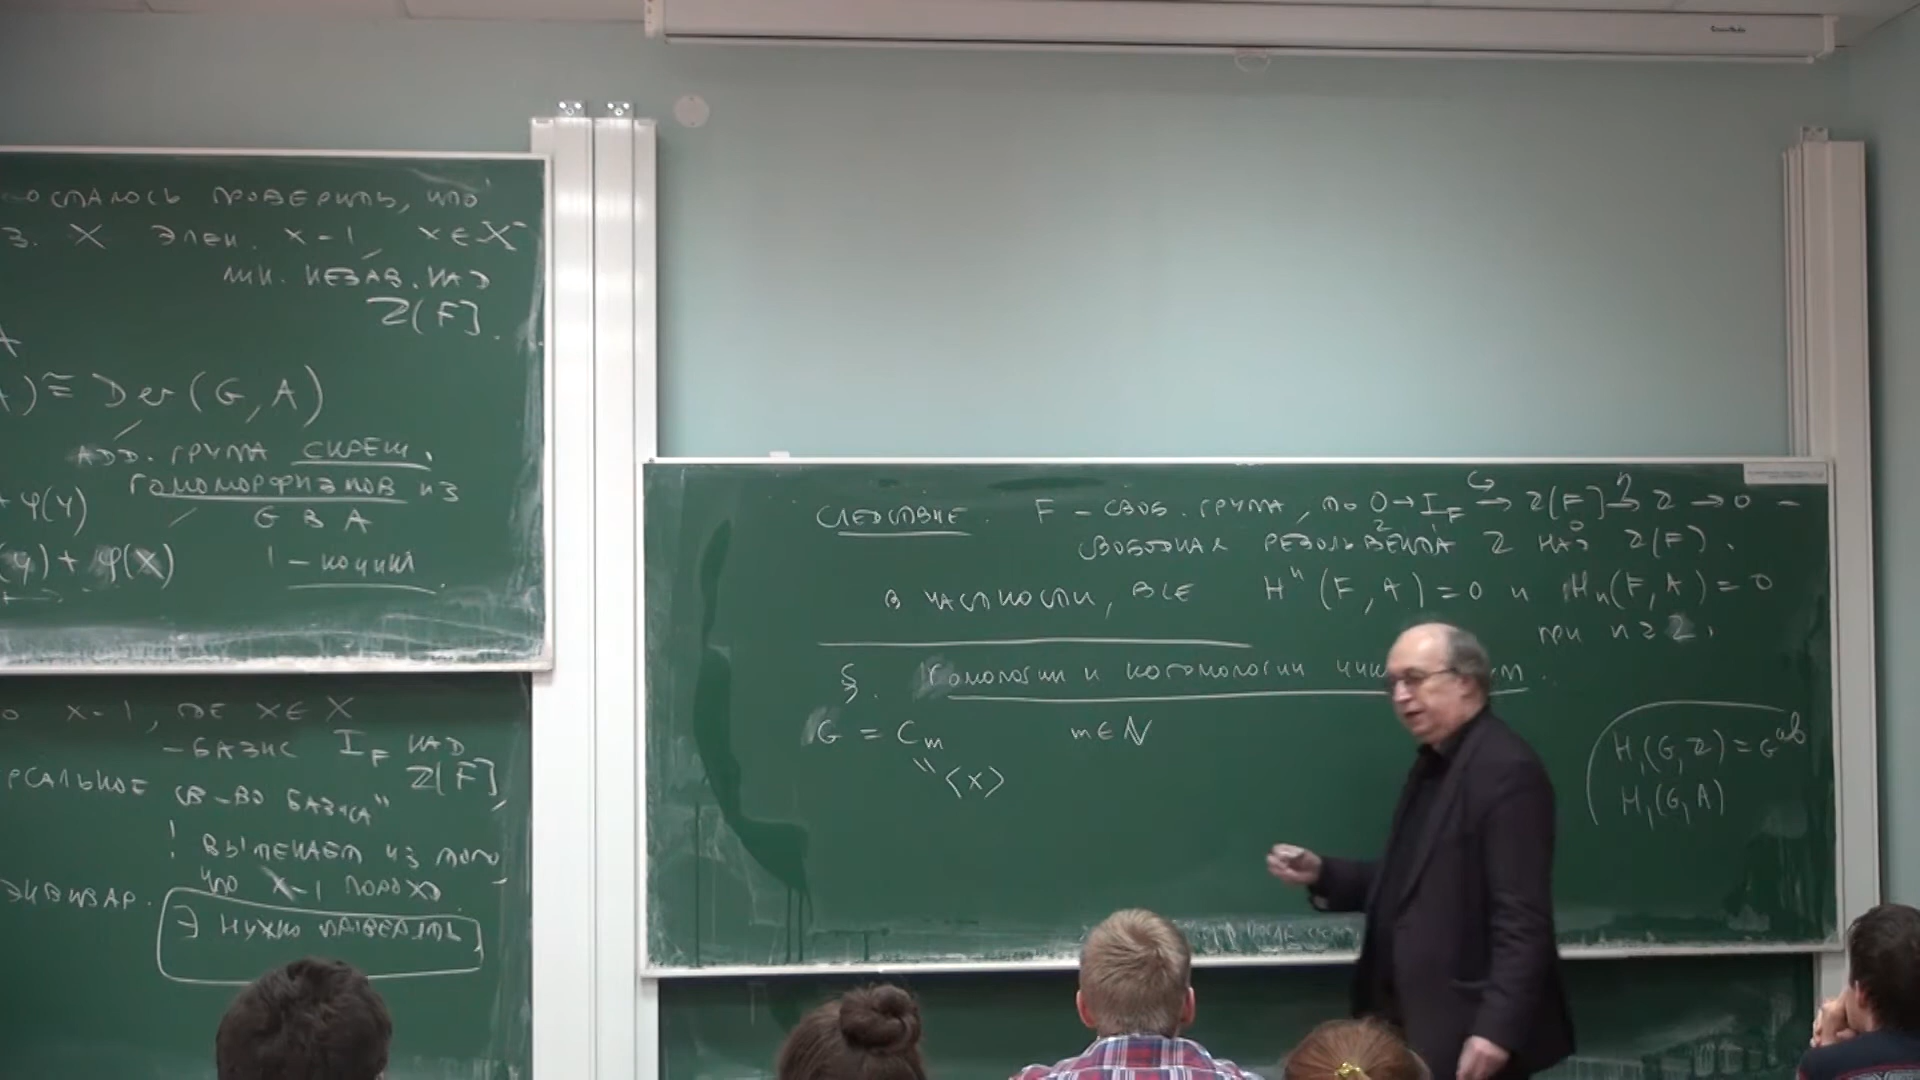 осталось проверить, что
з. X элем. x-1, x∈X
лин. незав. над
Z[F].
A
) ≅ Der(G, A)
адд. группа скрещ.
гомоморфизмов из
G в A
+ φ(y)
(y) + φ(x)
1 - коцикл
о x-1, где x∈X
- базис I_F над
Z[F],
рсальное св-во базиса"
! вытекает из того
что x-1 порожд.
эквивар.
∃ нужно проверять
Следствие. F - своб. группа, то 0→I_F→Z[F]→Z→0 -
свободная резольвента Z над Z[F].
в частности, все H^n(F, A)=0 и H_n(F, A)=0
при n≥2.
§. Гомологии и когомологии
G = C_m m∈ℕ
" ⟨x⟩
H_1(G,Z) = G^ab
H_1(G,A)